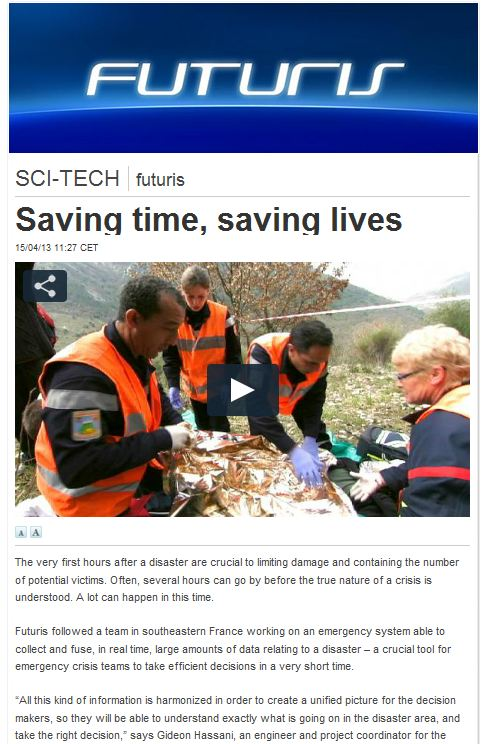 FUTURIS
SCI-TECH futuris
Saving time, saving lives
15/04/13 11:27 CET
A A
The very first hours after a disaster are crucial to limiting damage and containing the number
of potential victims. Often, several hours can go by before the true nature of a crisis is
understood. A lot can happen in this time.
Futuris followed a team in southeastern France working on an emergency system able to
collect and fuse, in real time, large amounts of data relating to a disaster – a crucial tool for
emergency crisis teams to take efficient decisions in a very short time.
“All this kind of information is harmonized in order to create a unified picture for the decision
makers, so they will be able to understand exactly what is going on in the disaster area, and
take the right decision,” says Gideon Hassani, an engineer and project coordinator for the